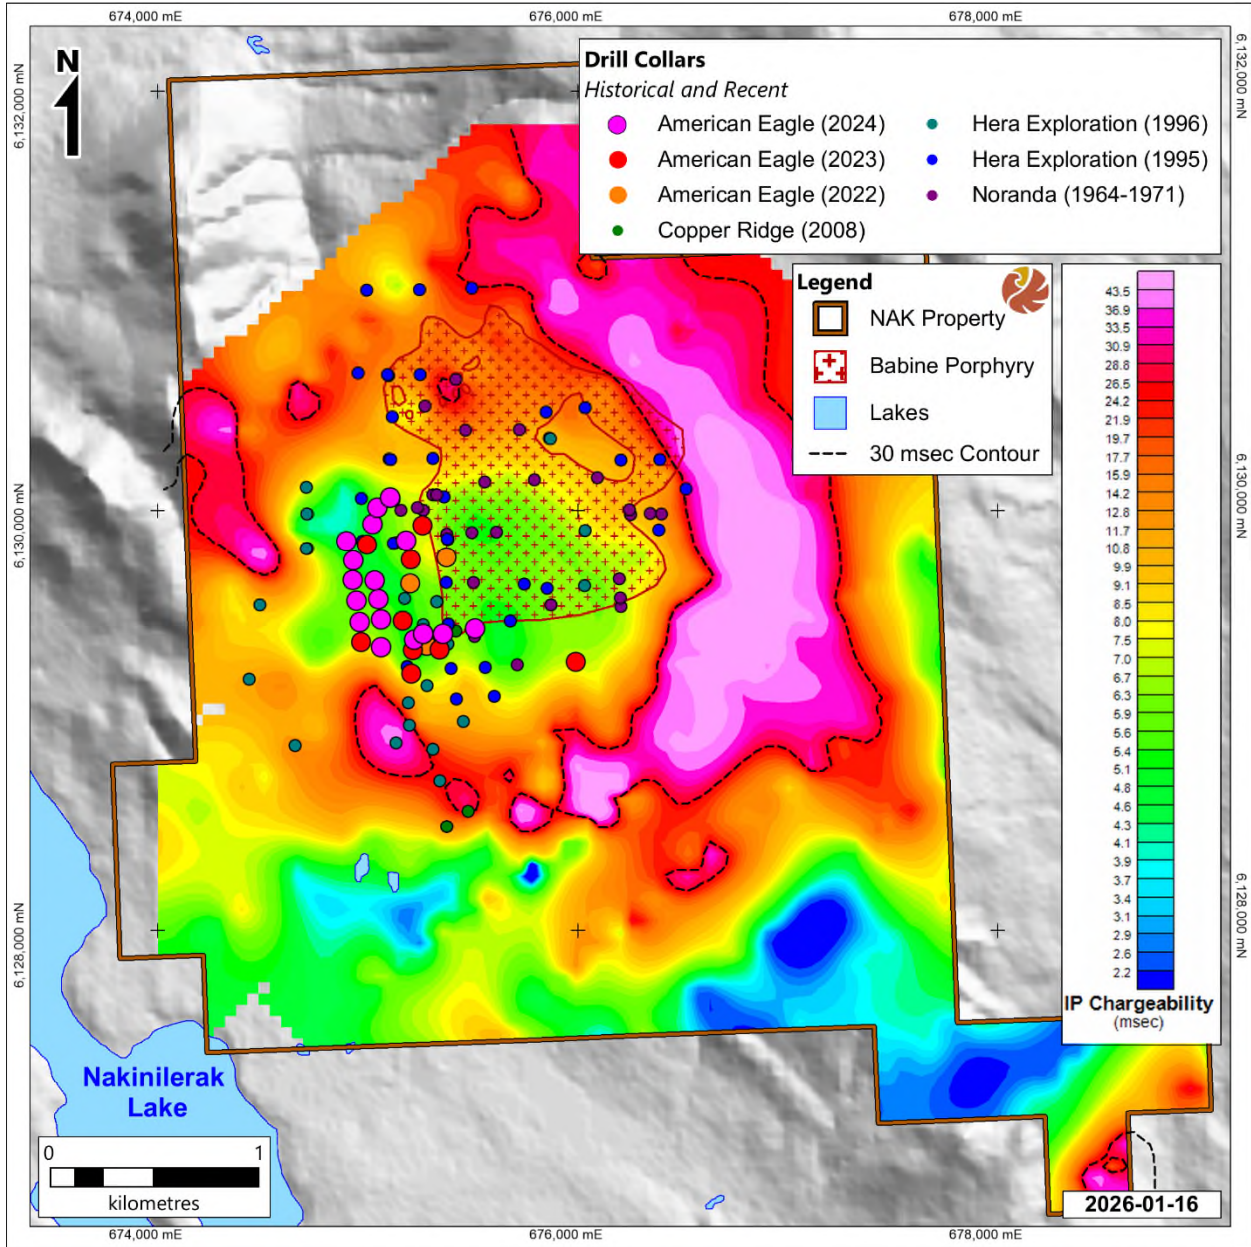 674,000 mE
676,000 mE
678,000 mE
6,132,000 mN
6,132,000 mN
N
Drill Collars
Historical and Recent
American Eagle (2024)
American Eagle (2023)
American Eagle (2022)
Copper Ridge (2008)
Hera Exploration (1996)
Hera Exploration (1995)
Noranda (1964-1971)
Legend
NAK Property
Babine Porphyry
Lakes
30 msec Contour
43.5
36.9
33.5
30.9
28.8
26.5
24.2
21.9
19.7
17.7
15.9
14.2
12.8
11.7
10.8
9.9
9.1
8.5
8.0
7.5
7.0
6.7
6.3
5.9
5.6
5.4
5.1
4.8
4.6
4.3
4.1
3.9
3.7
3.4
3.1
2.9
2.6
2.2
IP Chargeability
(msec)
6,130,000 mN
6,130,000 mN
6,128,000 mN
6,128,000 mN
Nakinilerak
Lake
0
1
kilometres
2026-01-16
674,000 mE
676,000 mE
678,000 mE